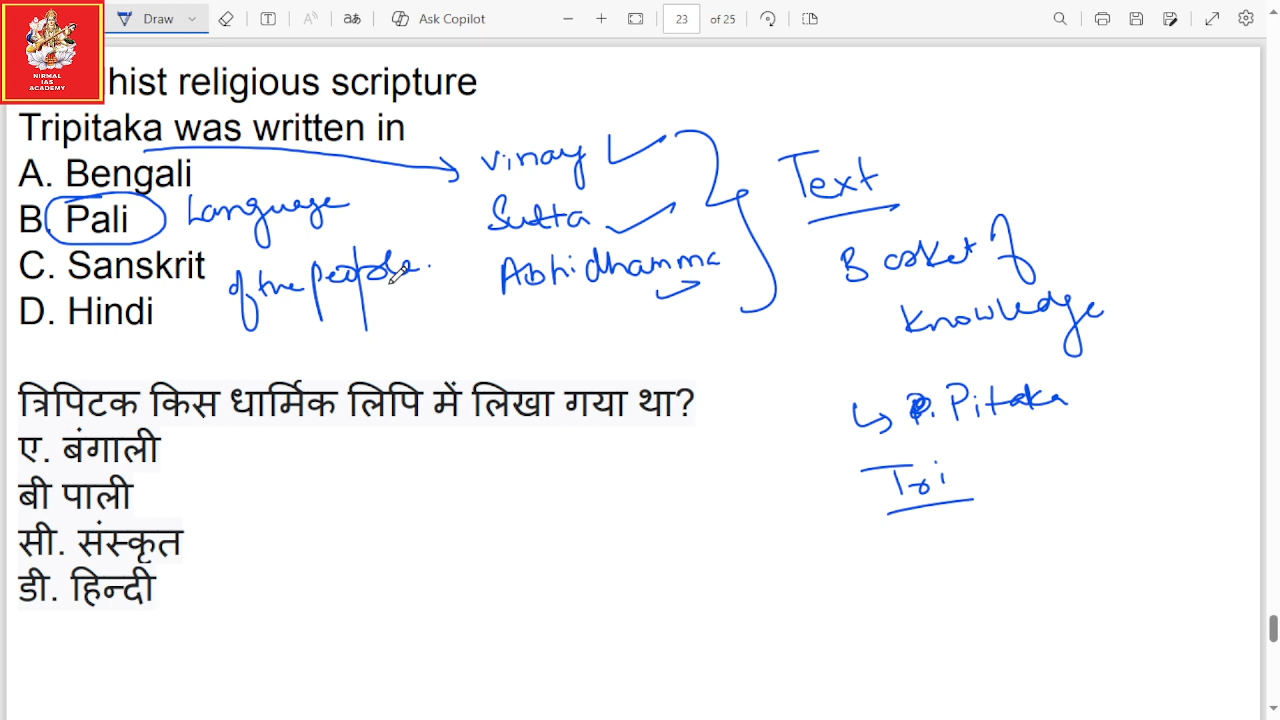 Draw
Ask Copilot
23 of 25
NIRMAL
IAS
ACADEMY
hist religious scripture
Tripitaka was written in
A. Bengali
B. Pali
C. Sanskrit
D. Hindi
Language
of the people.
Vinay
Sutta
Abhidhamma
Text
Basket of
Knowledge
Pitaka
Tri
त्रिपिटक किस धार्मिक लिपि में लिखा गया था?
ए. बंगाली
बी पाली
सी. संस्कृत
डी. हिन्दी